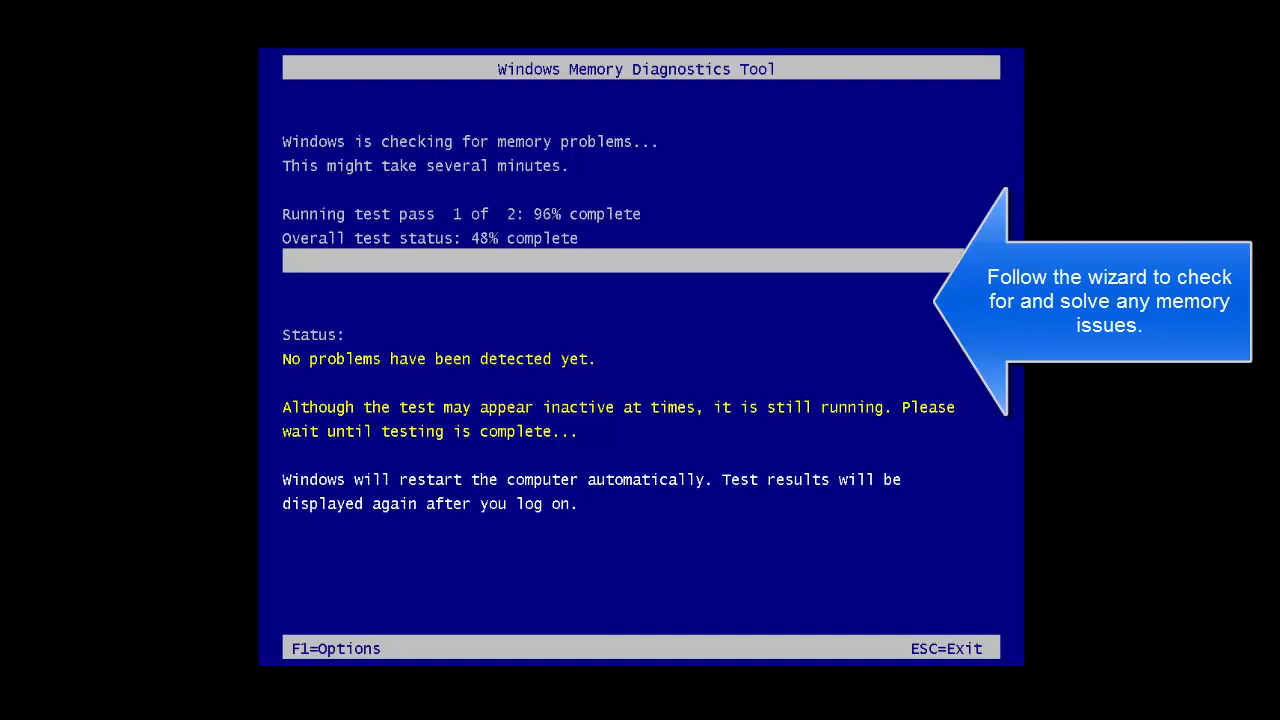 Windows Memory Diagnostics Tool
Windows is checking for memory problems...
This might take several minutes.
Running test pass  1 of  2: 96% complete
Overall test status: 48% complete
Follow the wizard to check
for and solve any memory
issues.
Status:
No problems have been detected yet.
Although the test may appear inactive at times, it is still running. Please
wait until testing is complete...
Windows will restart the computer automatically. Test results will be
displayed again after you log on.
F1=Options
ESC=Exit